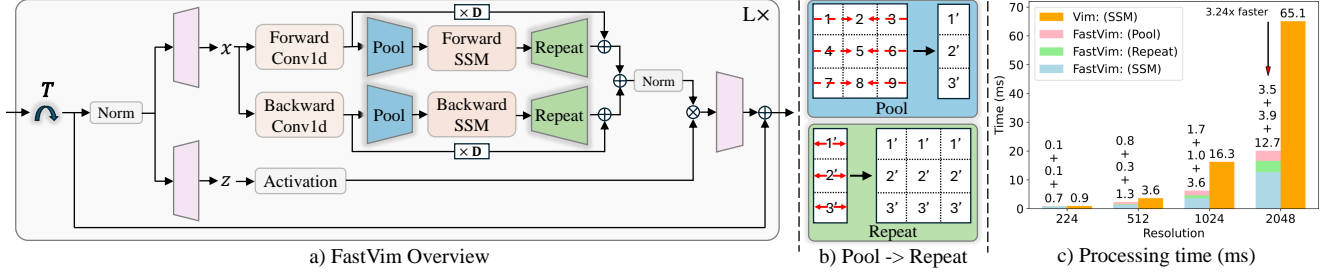 L×
T
Norm
x
Forward
Conv1d
× D
Pool
Forward
SSM
Repeat
Norm
Backward
Conv1d
Pool
Backward
SSM
Repeat
× D
z
Activation
a) FastVim Overview
1 2 3
4 5 6
7 8 9
1'
2'
3'
Pool
1'
2'
3'
1' 1' 1'
2' 2' 2'
3' 3' 3'
Repeat
b) Pool -> Repeat
Vim: (SSM)
FastVim: (Pool)
FastVim: (Repeat)
FastVim: (SSM)
3.24x faster
65.1
Time (ms)
70
60
50
40
30
20
10
0
0.1
+
0.1
+
0.7
0.9
0.8
+
0.3
+
1.3
3.6
1.7
+
1.0
+
3.6
16.3
3.5
+
3.9
+
12.7
224 512 1024 2048
Resolution
c) Processing time (ms)